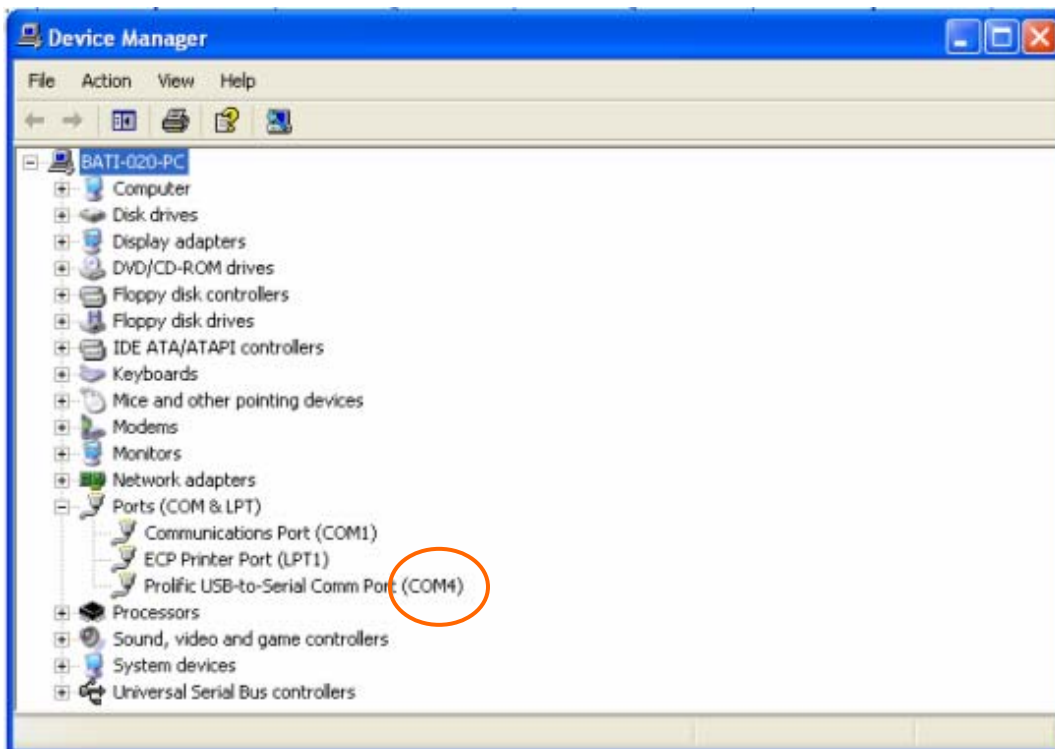 Device Manager
File Action View Help
BATI-020-PC
Computer
Disk drives
Display adapters
DVD/CD-ROM drives
Floppy disk controllers
Floppy disk drives
IDE ATA/ATAPI controllers
Keyboards
Mice and other pointing devices
Modems
Monitors
Network adapters
Ports (COM & LPT)
Communications Port (COM1)
ECP Printer Port (LPT1)
Prolific USB-to-Serial Comm Port (COM4)
Processors
Sound, video and game controllers
System devices
Universal Serial Bus controllers